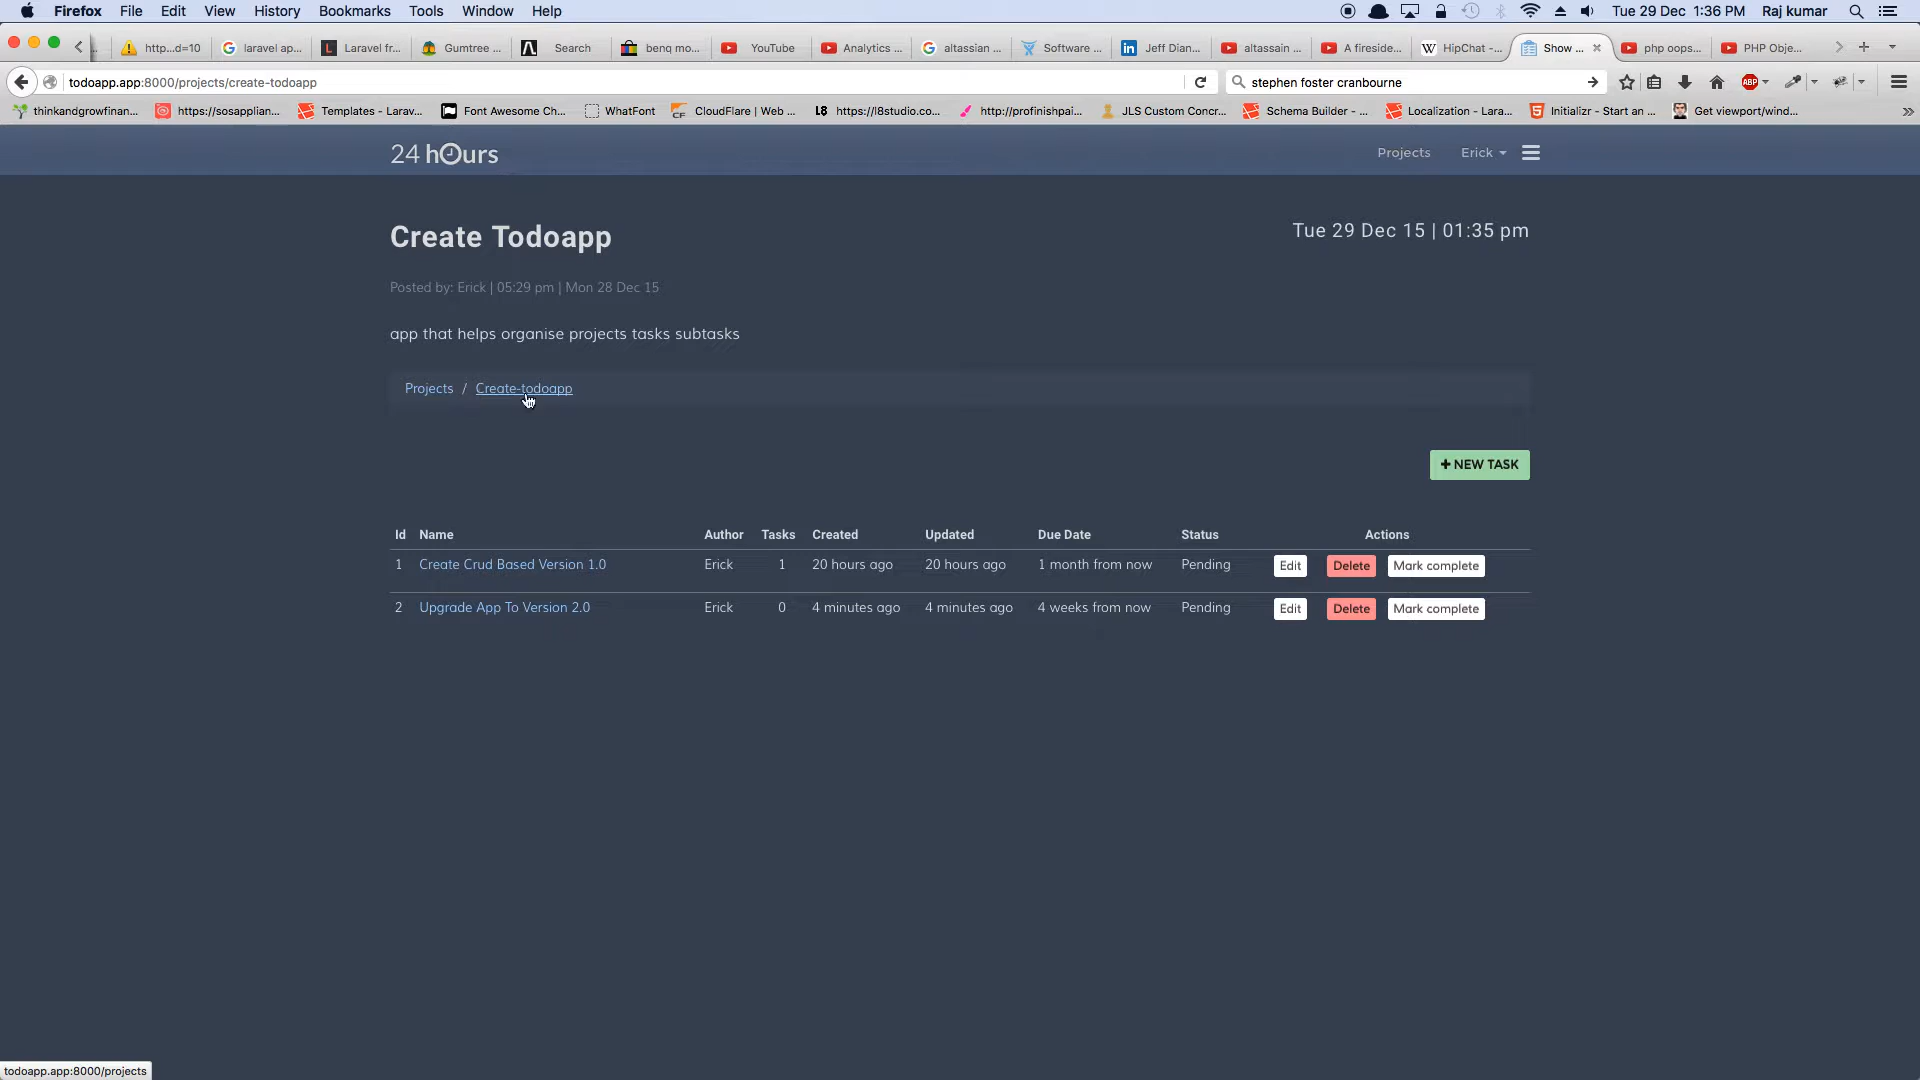 Firefox File Edit View History Bookmarks Tools Window Help Tue 29 Dec 1:36 PM Raj kumar
http...d=10 laravel ap... Laravel fr... Gumtree ... Search benq mo... YouTube Analytics ... altassian ... Software ... Jeff Dian... altassain ... A fireside... HipChat -... Show ... php oops... PHP Obje...
todoapp.app:8000/projects/create-todoapp stephen foster cranbourne ABP
thinkandgrowfinan... https://sosapplian... Templates - Larav... Font Awesome Ch... WhatFont CF CloudFlare | Web ... L8 https://l8studio.co... http://profinishpai... JLS Custom Concr... Schema Builder - ... Localization - Lara... Initializr - Start an ... Get viewport/wind...
24 hOurs Projects Erick
Create Todoapp Tue 29 Dec 15 | 01:35 pm
Posted by: Erick | 05:29 pm | Mon 28 Dec 15
app that helps organise projects tasks subtasks
Projects / Create-todoapp
+ NEW TASK
Id Name Author Tasks Created Updated Due Date Status Actions
1 Create Crud Based Version 1.0 Erick 1 20 hours ago 20 hours ago 1 month from now Pending Edit Delete Mark complete
2 Upgrade App To Version 2.0 Erick 0 4 minutes ago 4 minutes ago 4 weeks from now Pending Edit Delete Mark complete
todoapp.app:8000/projects